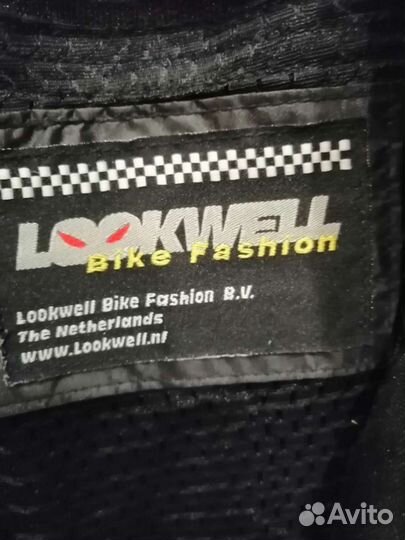 LOOKWELL
Bike Fashion
Lookwell Bike Fashion B.V.
The Netherlands
www.Lookwell.nl
Avito